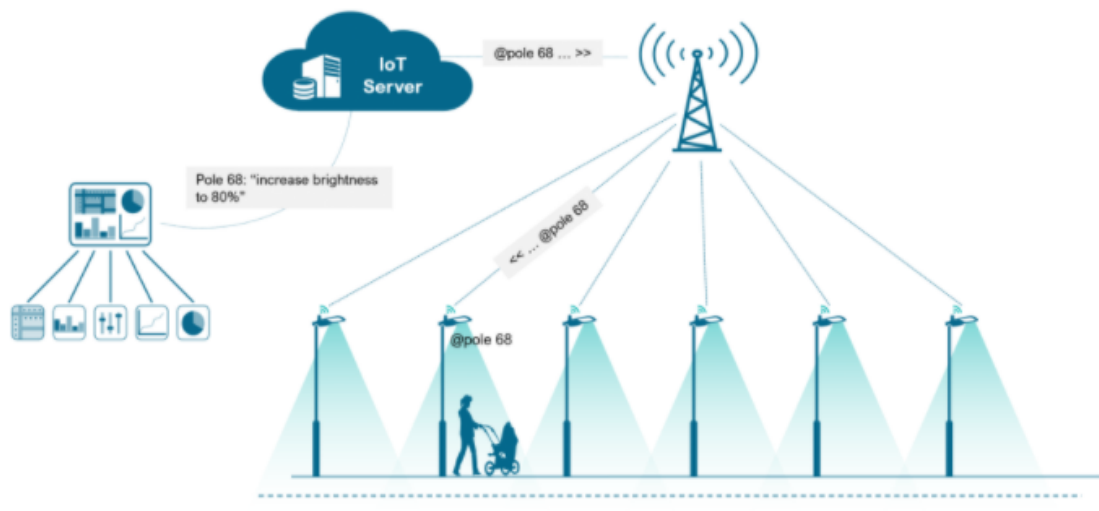 IoT
Server
@pole 68 ... >>
Pole 68: "increase brightness
to 80%"
<< ... @pole 68
@pole 68